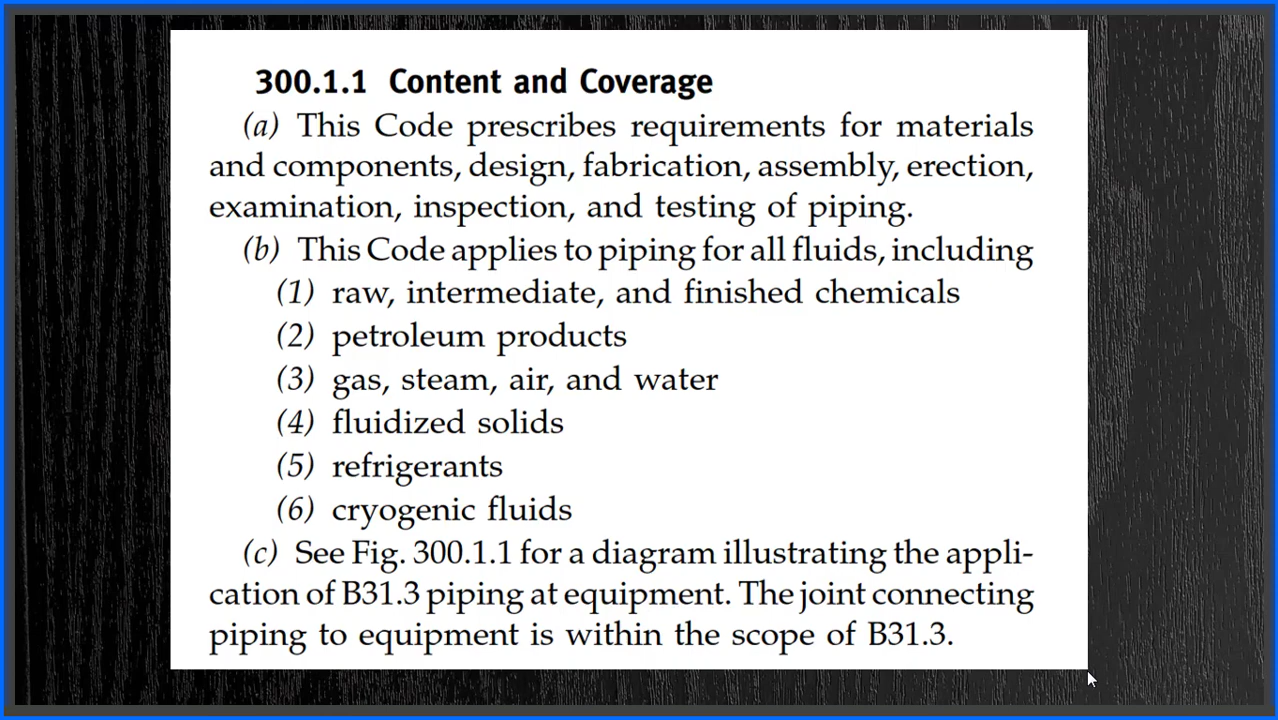 300.1.1 Content and Coverage
(a) This Code prescribes requirements for materials
and components, design, fabrication, assembly, erection,
examination, inspection, and testing of piping.
(b) This Code applies to piping for all fluids, including
(1) raw, intermediate, and finished chemicals
(2) petroleum products
(3) gas, steam, air, and water
(4) fluidized solids
(5) refrigerants
(6) cryogenic fluids
(c) See Fig. 300.1.1 for a diagram illustrating the appli-
cation of B31.3 piping at equipment. The joint connecting
piping to equipment is within the scope of B31.3.